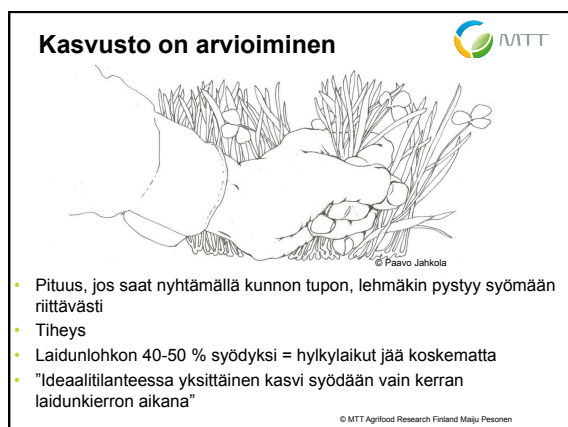 Kasvusto on arvioiminen
MTT
© Paavo Jahkola
• Pituus, jos saat nyhtämällä kunnon tupon, lehmäkin pystyy syömään
riittävästi
• Tiheys
• Laidunlohkon 40-50 % syödyksi = hylkylaikut jää koskematta
• ”Ideaalitilanteessa yksittäinen kasvi syödään vain kerran
laidunkierron aikana”
© MTT Agrifood Research Finland Maiju Pesonen